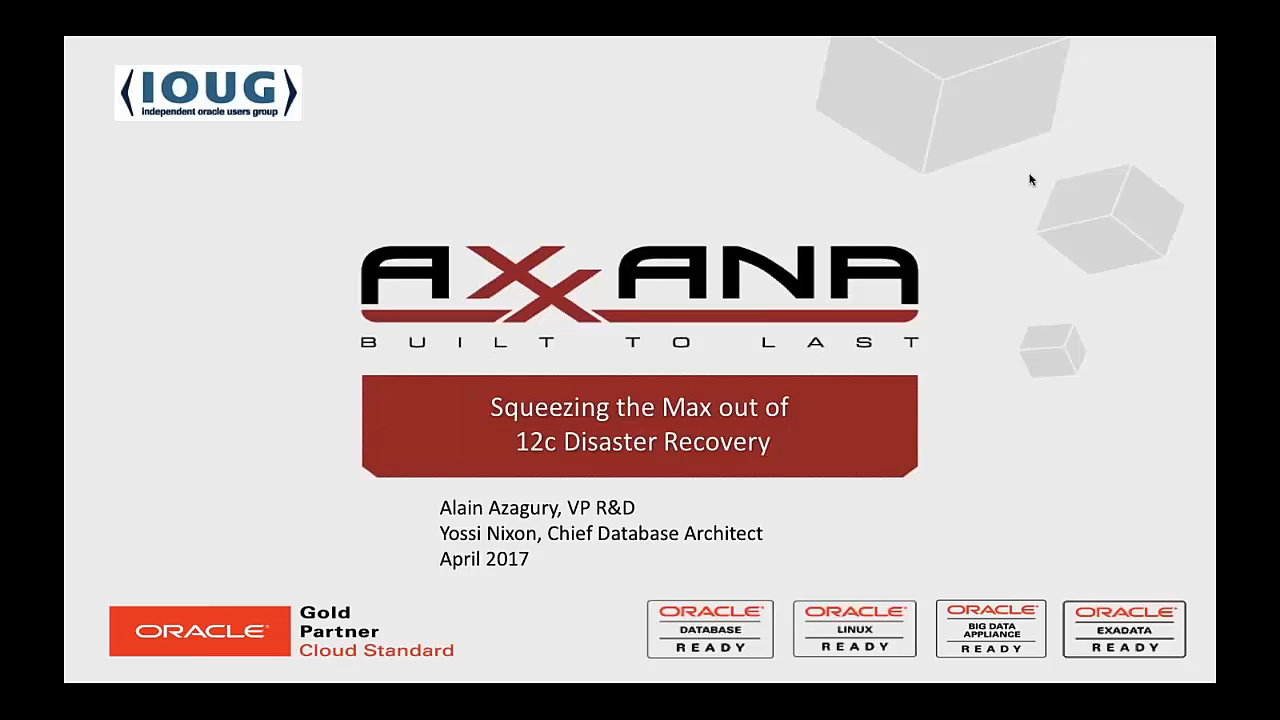 IOUG
independent oracle users group
AXXANA
BUILT TO LAST
Squeezing the Max out of
12c Disaster Recovery
Alain Azagury, VP R&D
Yossi Nixon, Chief Database Architect
April 2017
ORACLE®
Gold
Partner
Cloud Standard
ORACLE®
DATABASE
READY
ORACLE®
LINUX
READY
ORACLE®
BIG DATA
APPLIANCE
READY
ORACLE®
EXADATA
READY